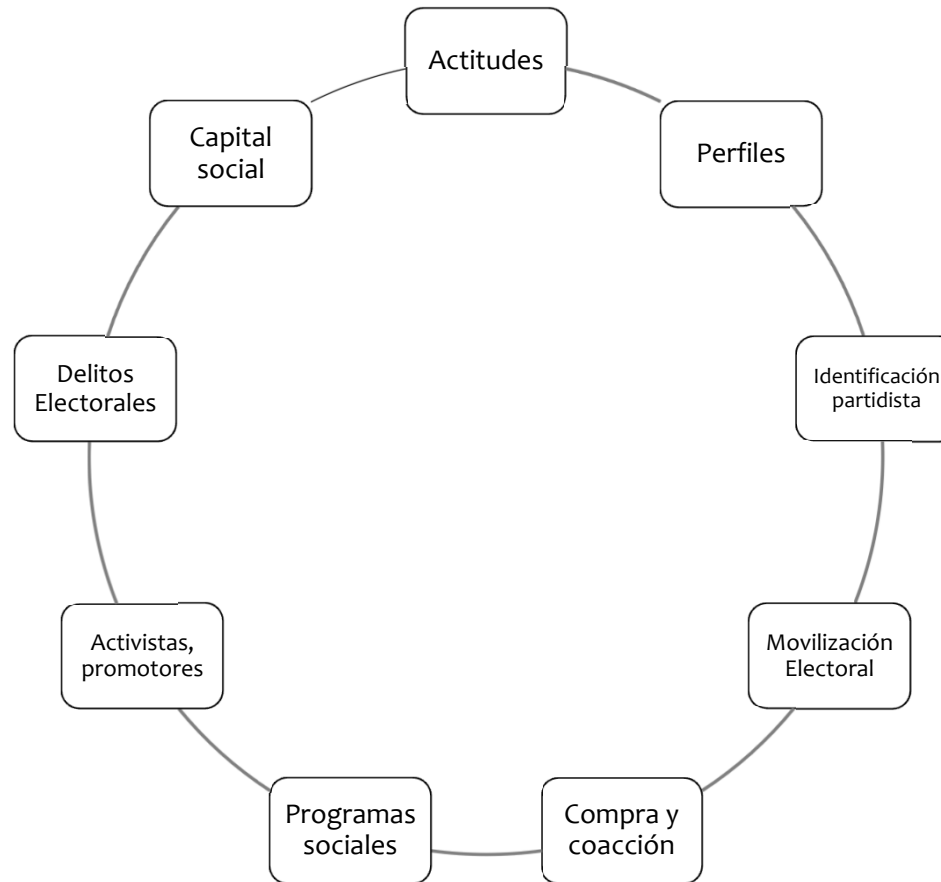 Actitudes
Perfiles
Identificación
partidista
Movilización
Electoral
Compra y
coacción
Programas
sociales
Activistas,
promotores
Delitos
Electorales
Capital
social